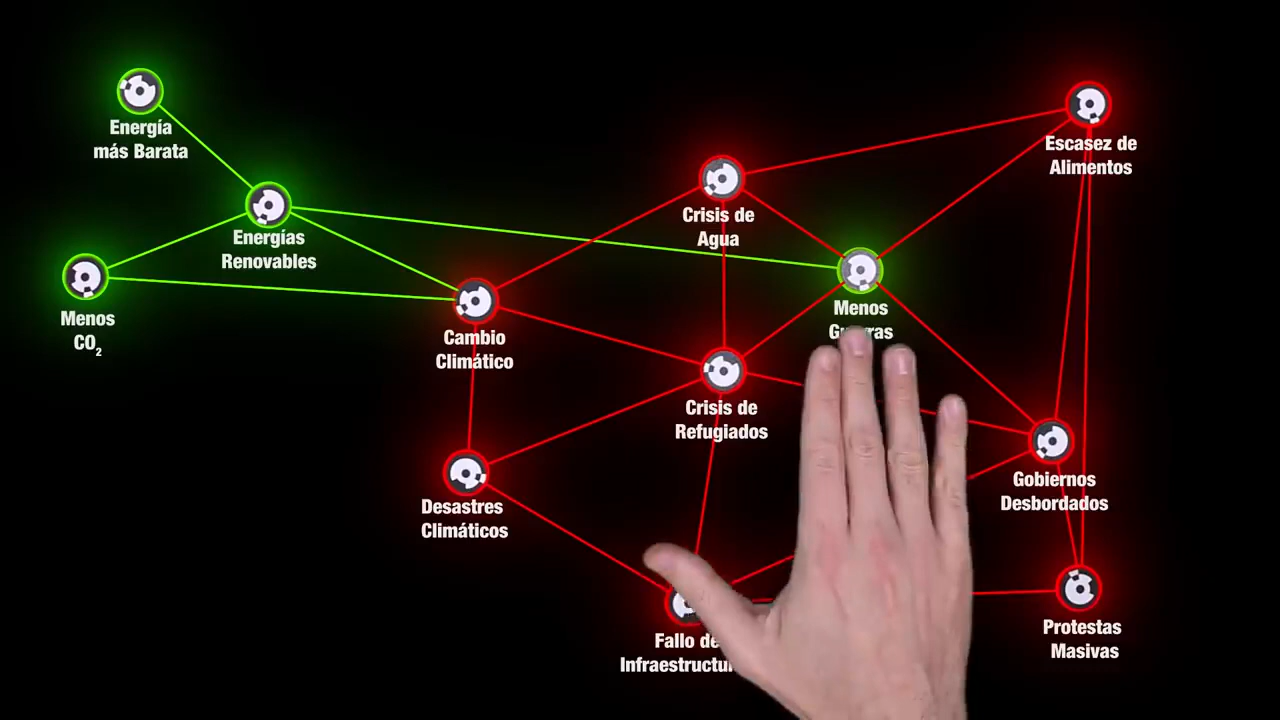 Energía
más Barata
Energías
Renovables
Menos
CO₂
Cambio
Climático
Desastres
Climáticos
Crisis de
Agua
Crisis de
Refugiados
Menos
Escasez de
Alimentos
Gobiernos
Desbordados
Protestas
Masivas
Fallo de